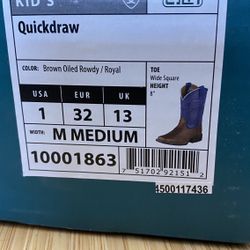 KID'S
Quickdraw
COLOR: Brown Oiled Rowdy / Royal
USA EUR UK
1 32 13
WIDTH: M MEDIUM
10001863
TOE
Wide Square
HEIGHT
8"
7 51702 92151 2
4500117436